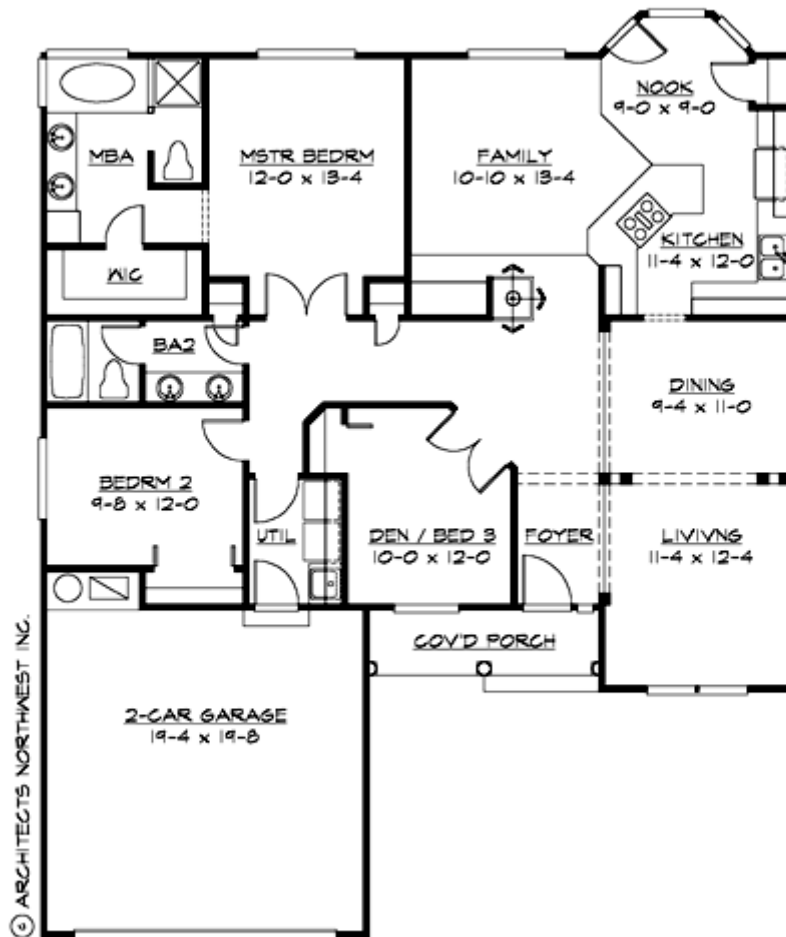 NOOK
9-0 x 9-0
MBA
MSTR BEDRM
12-0 x 13-4
FAMILY
10-10 x 13-4
KITCHEN
11-4 x 12-0
WIC
BA2
DINING
9-4 x 11-0
BEDRM 2
9-8 x 12-0
UTIL
DEN / BED 3
10-0 x 12-0
FOYER
LIVIVNG
11-4 x 12-4
COV'D PORCH
2-CAR GARAGE
19-4 x 19-8
© ARCHITECTS NORTHWEST INC.